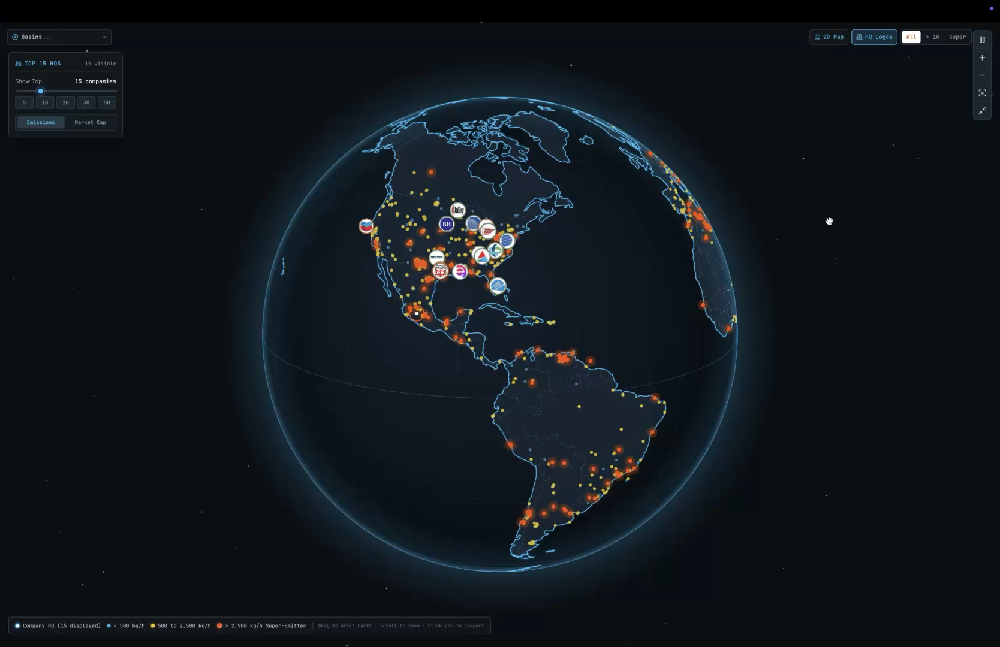 Basins...
2D Map
HQ Logos
All
> 1k
Super
TOP 15 HQS
15 visible
Show Top
15 companies
5
10
20
30
50
Emissions
Market Cap
BH
VISTRA
PHILLIPS
66
e
Company HQ (15 displayed)
< 500 kg/h
500 to 2,500 kg/h
> 2,500 kg/h Super-Emitter
Drag to orbit Earth · Scroll to zoom · Click pin to inspect